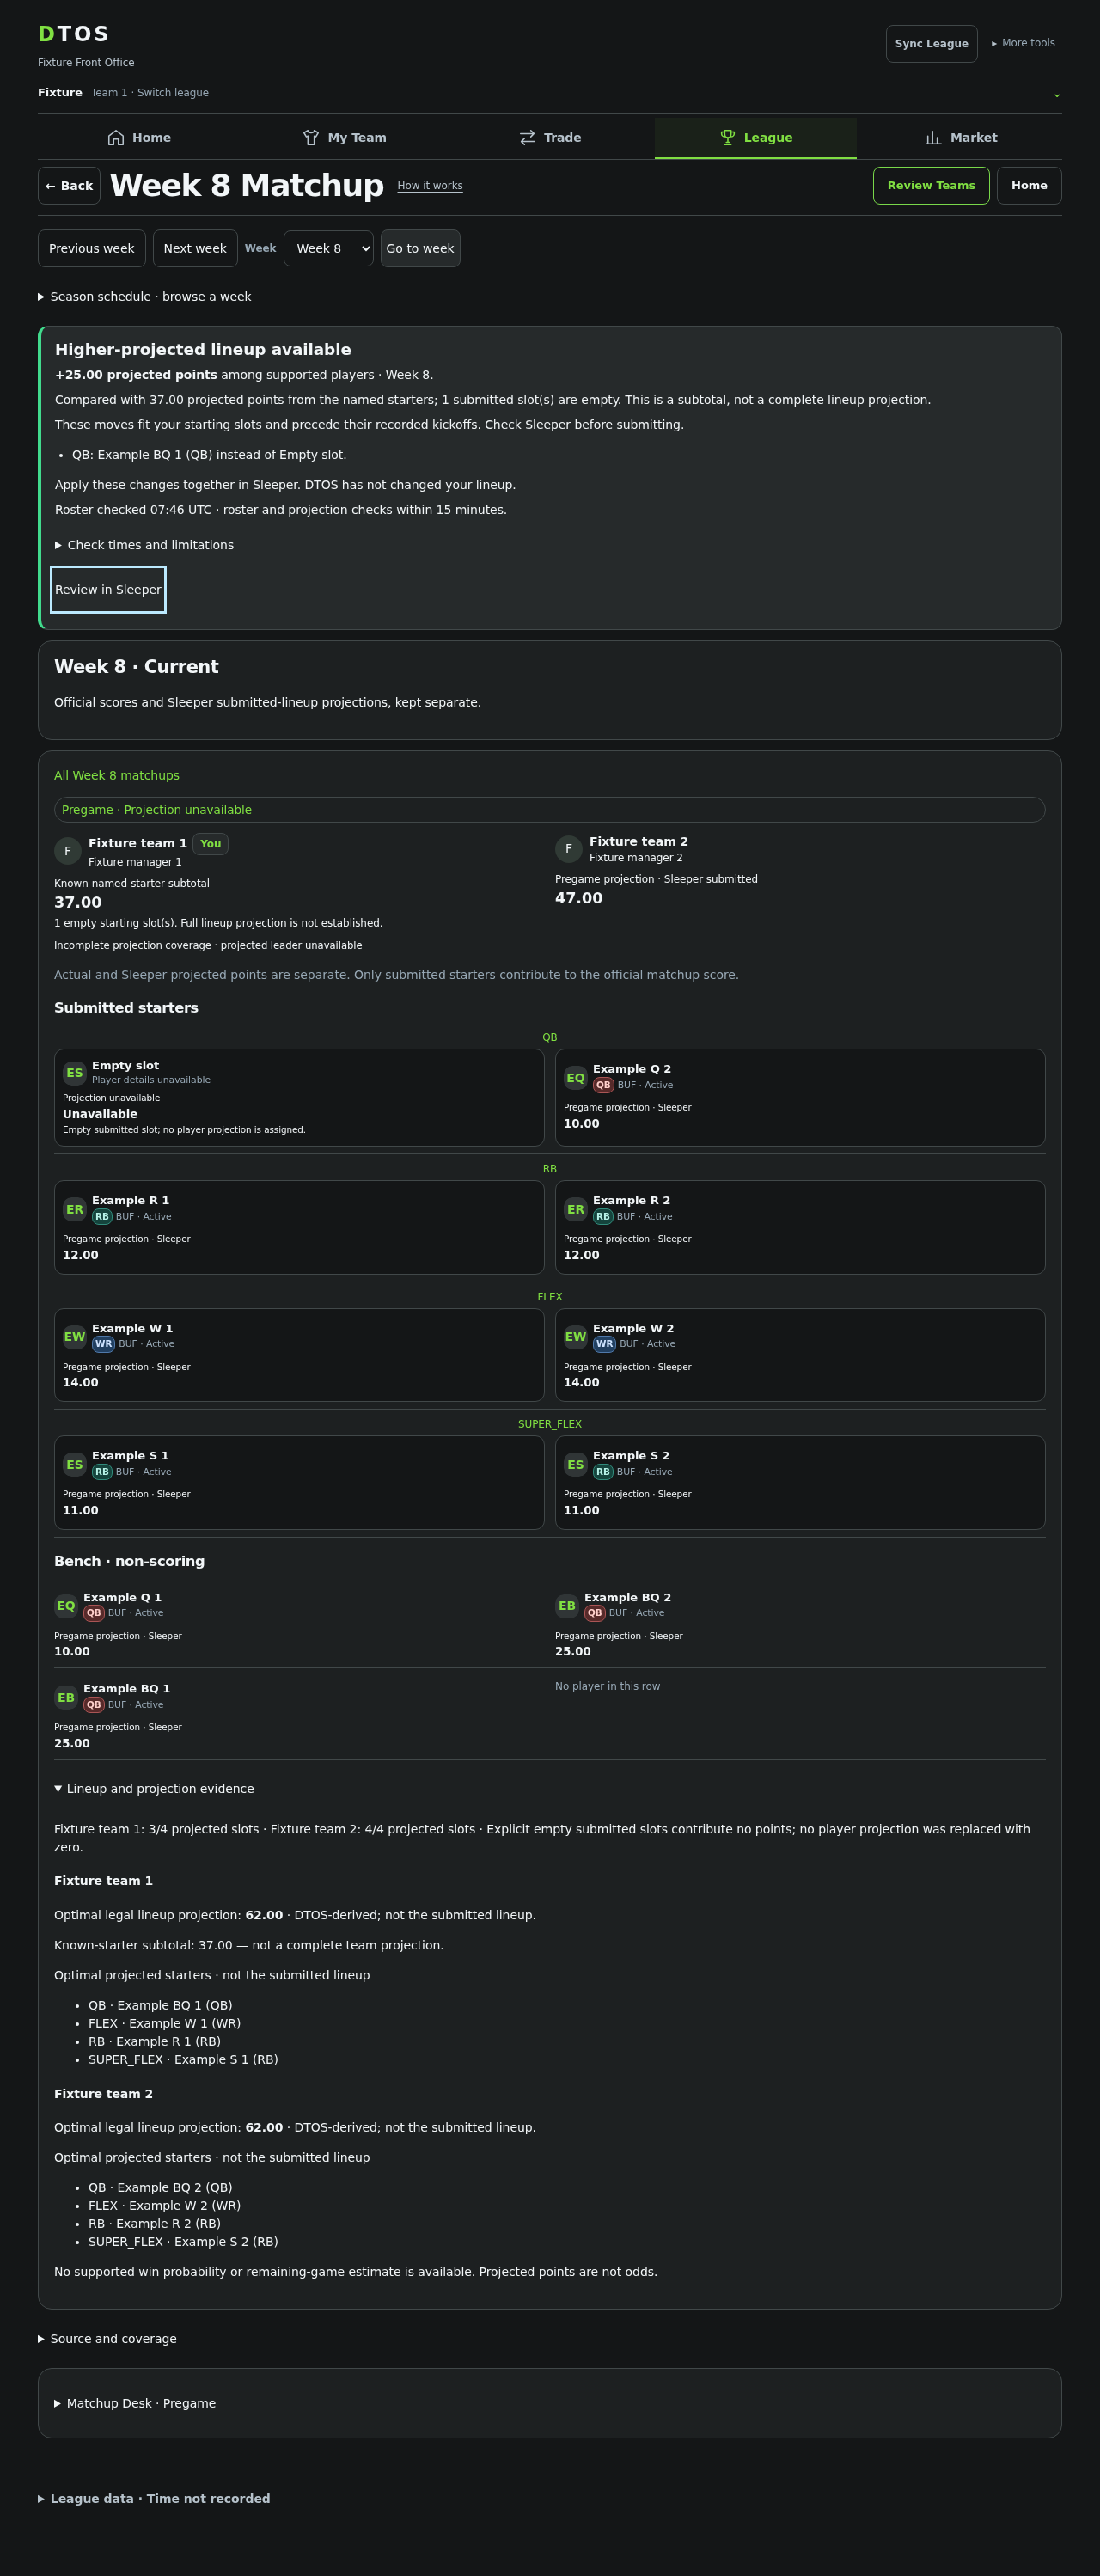 DTOS
Fixture Front Office
Sync League
▸ More tools
Fixture Team 1 · Switch league
Home
My Team
Trade
League
Market
← Back
Week 8 Matchup
How it works
Review Teams
Home
Previous week
Next week
Week
Week 8
Go to week
▶ Season schedule · browse a week
Higher-projected lineup available
+25.00 projected points among supported players · Week 8.
Compared with 37.00 projected points from the named starters; 1 submitted slot(s) are empty. This is a subtotal, not a complete lineup projection.
These moves fit your starting slots and precede their recorded kickoffs. Check Sleeper before submitting.
• QB: Example BQ 1 (QB) instead of Empty slot.
Apply these changes together in Sleeper. DTOS has not changed your lineup.
Roster checked 07:46 UTC · roster and projection checks within 15 minutes.
▶ Check times and limitations
Review in Sleeper
Week 8 · Current
Official scores and Sleeper submitted-lineup projections, kept separate.
All Week 8 matchups
Pregame · Projection unavailable
F
Fixture team 1 You
Fixture manager 1
Known named-starter subtotal
37.00
1 empty starting slot(s). Full lineup projection is not established.
F
Fixture team 2
Fixture manager 2
Pregame projection · Sleeper submitted
47.00
Incomplete projection coverage · projected leader unavailable
Actual and Sleeper projected points are separate. Only submitted starters contribute to the official matchup score.
Submitted starters
QB
ES
Empty slot
Player details unavailable
Projection unavailable
Unavailable
Empty submitted slot; no player projection is assigned.
EQ
Example Q 2
QB BUF · Active
Pregame projection · Sleeper
10.00
RB
ER
Example R 1
RB BUF · Active
Pregame projection · Sleeper
12.00
ER
Example R 2
RB BUF · Active
Pregame projection · Sleeper
12.00
FLEX
EW
Example W 1
WR BUF · Active
Pregame projection · Sleeper
14.00
EW
Example W 2
WR BUF · Active
Pregame projection · Sleeper
14.00
SUPER_FLEX
ES
Example S 1
RB BUF · Active
Pregame projection · Sleeper
11.00
ES
Example S 2
RB BUF · Active
Pregame projection · Sleeper
11.00
Bench · non-scoring
EQ
Example Q 1
QB BUF · Active
Pregame projection · Sleeper
10.00
EB
Example BQ 2
QB BUF · Active
Pregame projection · Sleeper
25.00
EB
Example BQ 1
QB BUF · Active
Pregame projection · Sleeper
25.00
No player in this row
▼ Lineup and projection evidence
Fixture team 1: 3/4 projected slots · Fixture team 2: 4/4 projected slots · Explicit empty submitted slots contribute no points; no player projection was replaced with
zero.
Fixture team 1
Optimal legal lineup projection: 62.00 · DTOS-derived; not the submitted lineup.
Known-starter subtotal: 37.00 — not a complete team projection.
Optimal projected starters · not the submitted lineup
• QB · Example BQ 1 (QB)
• FLEX · Example W 1 (WR)
• RB · Example R 1 (RB)
• SUPER_FLEX · Example S 1 (RB)
Fixture team 2
Optimal legal lineup projection: 62.00 · DTOS-derived; not the submitted lineup.
Optimal projected starters · not the submitted lineup
• QB · Example BQ 2 (QB)
• FLEX · Example W 2 (WR)
• RB · Example R 2 (RB)
• SUPER_FLEX · Example S 2 (RB)
No supported win probability or remaining-game estimate is available. Projected points are not odds.
▶ Source and coverage
▶ Matchup Desk · Pregame
▶ League data · Time not recorded